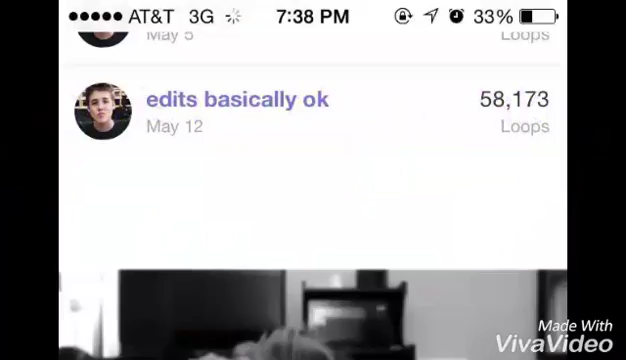 AT&T 3G 7:38 PM 33%
May 5 Loops
edits basically ok 58,173
May 12 Loops
Made With
VivaVideo